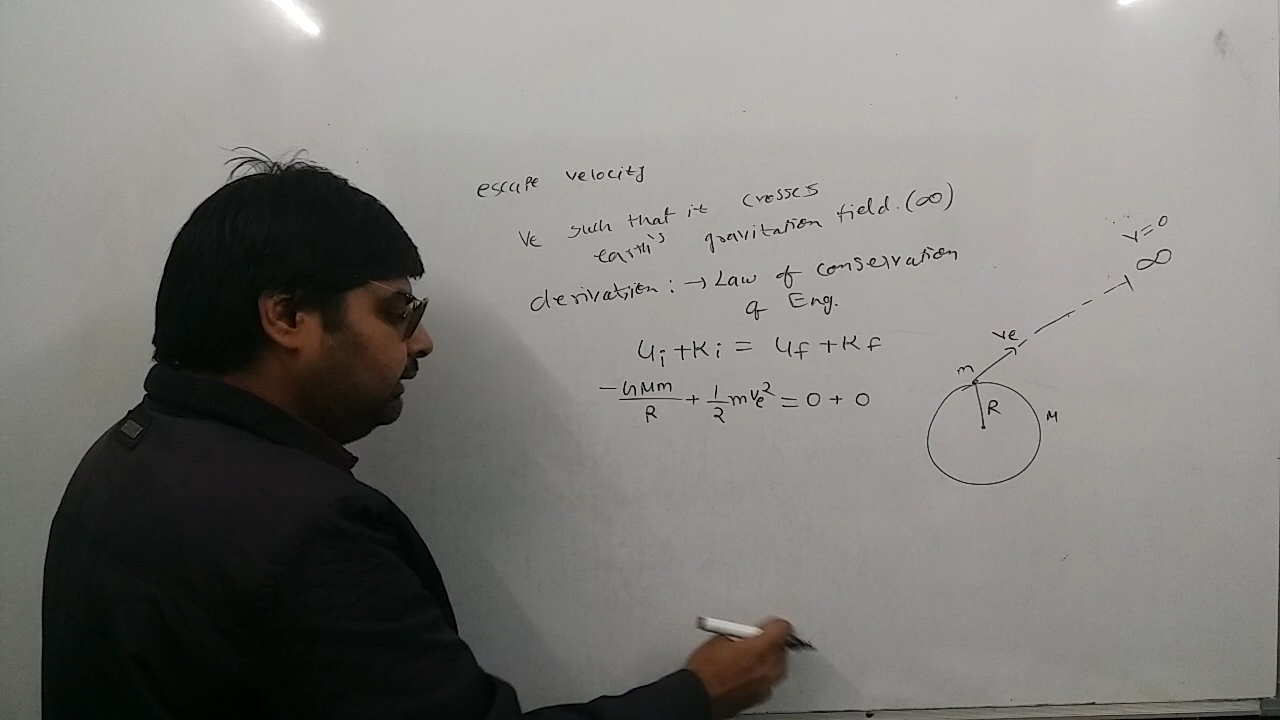 escape velocity
ve such that it crosses
earth's gravitation field. (∞)
derivation : → Law of conservation
of Eng.
Ui + Ki = Uf + Kf
-GMm/R + 1/2 mve² = 0 + 0
v=0
∞
ve
m
R
M